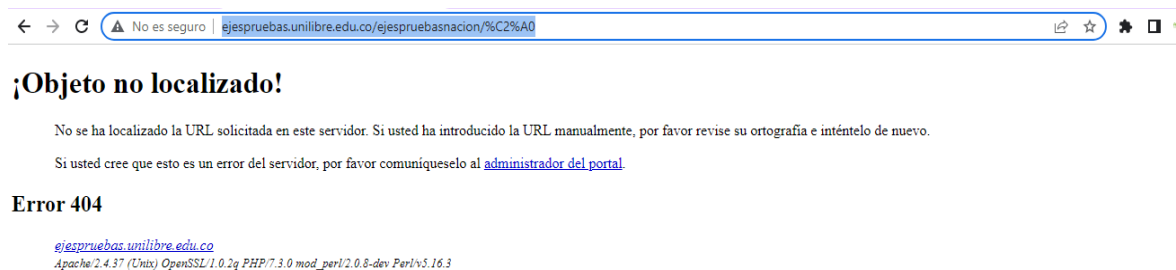 No es seguro | ejespruebas.unilibre.edu.co/ejespruebasnacion/%C2%A0
¡Objeto no localizado!
No se ha localizado la URL solicitada en este servidor. Si usted ha introducido la URL manualmente, por favor revise su ortografía e inténtelo de nuevo.
Si usted cree que esto es un error del servidor, por favor comuníqueselo al administrador del portal.
Error 404
ejespruebas.unilibre.edu.co
Apache/2.4.37 (Unix) OpenSSL/1.0.2q PHP/7.3.0 mod_perl/2.0.8-dev Perl/v5.16.3